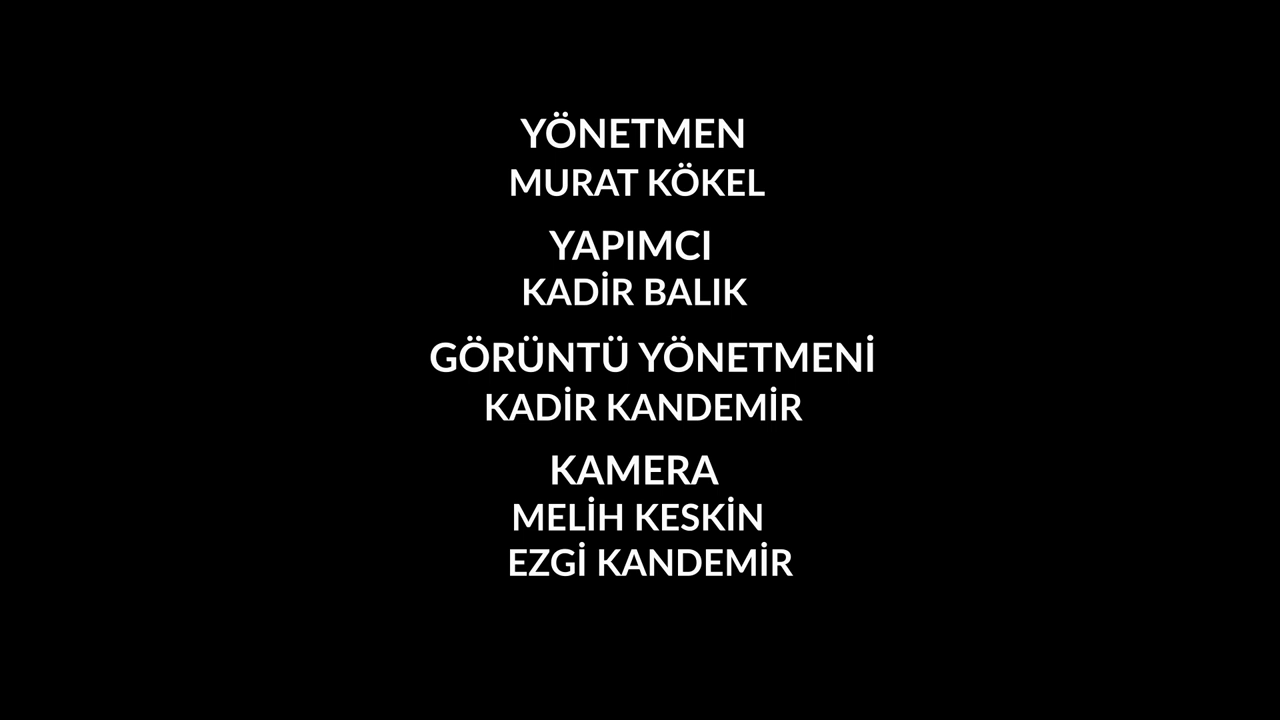 YÖNETMEN
MURAT KÖKEL
YAPIMCI
KADİR BALIK
GÖRÜNTÜ YÖNETMENİ
KADİR KANDEMİR
KAMERA
MELİH KESKİN
EZGİ KANDEMİR